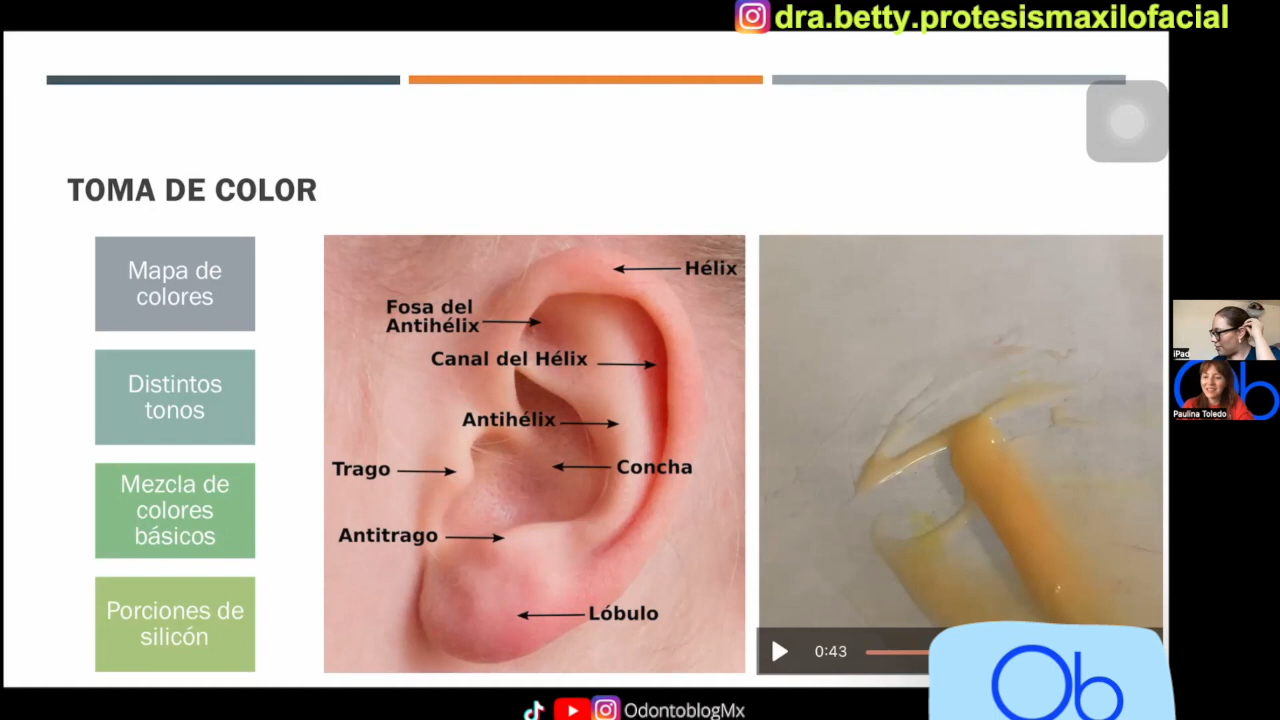 dra.betty.protesismaxilofacial
TOMA DE COLOR
Mapa de
colores
Distintos
tonos
Mezcla de
colores
básicos
Porciones de
silicón
Hélix
Fosa del
Antihélix
Canal del Hélix
Antihélix
Trago
Concha
Antitrago
Lóbulo
0:43
iPad
Ob
Paulina Toledo
Ob
OdontoblogMx